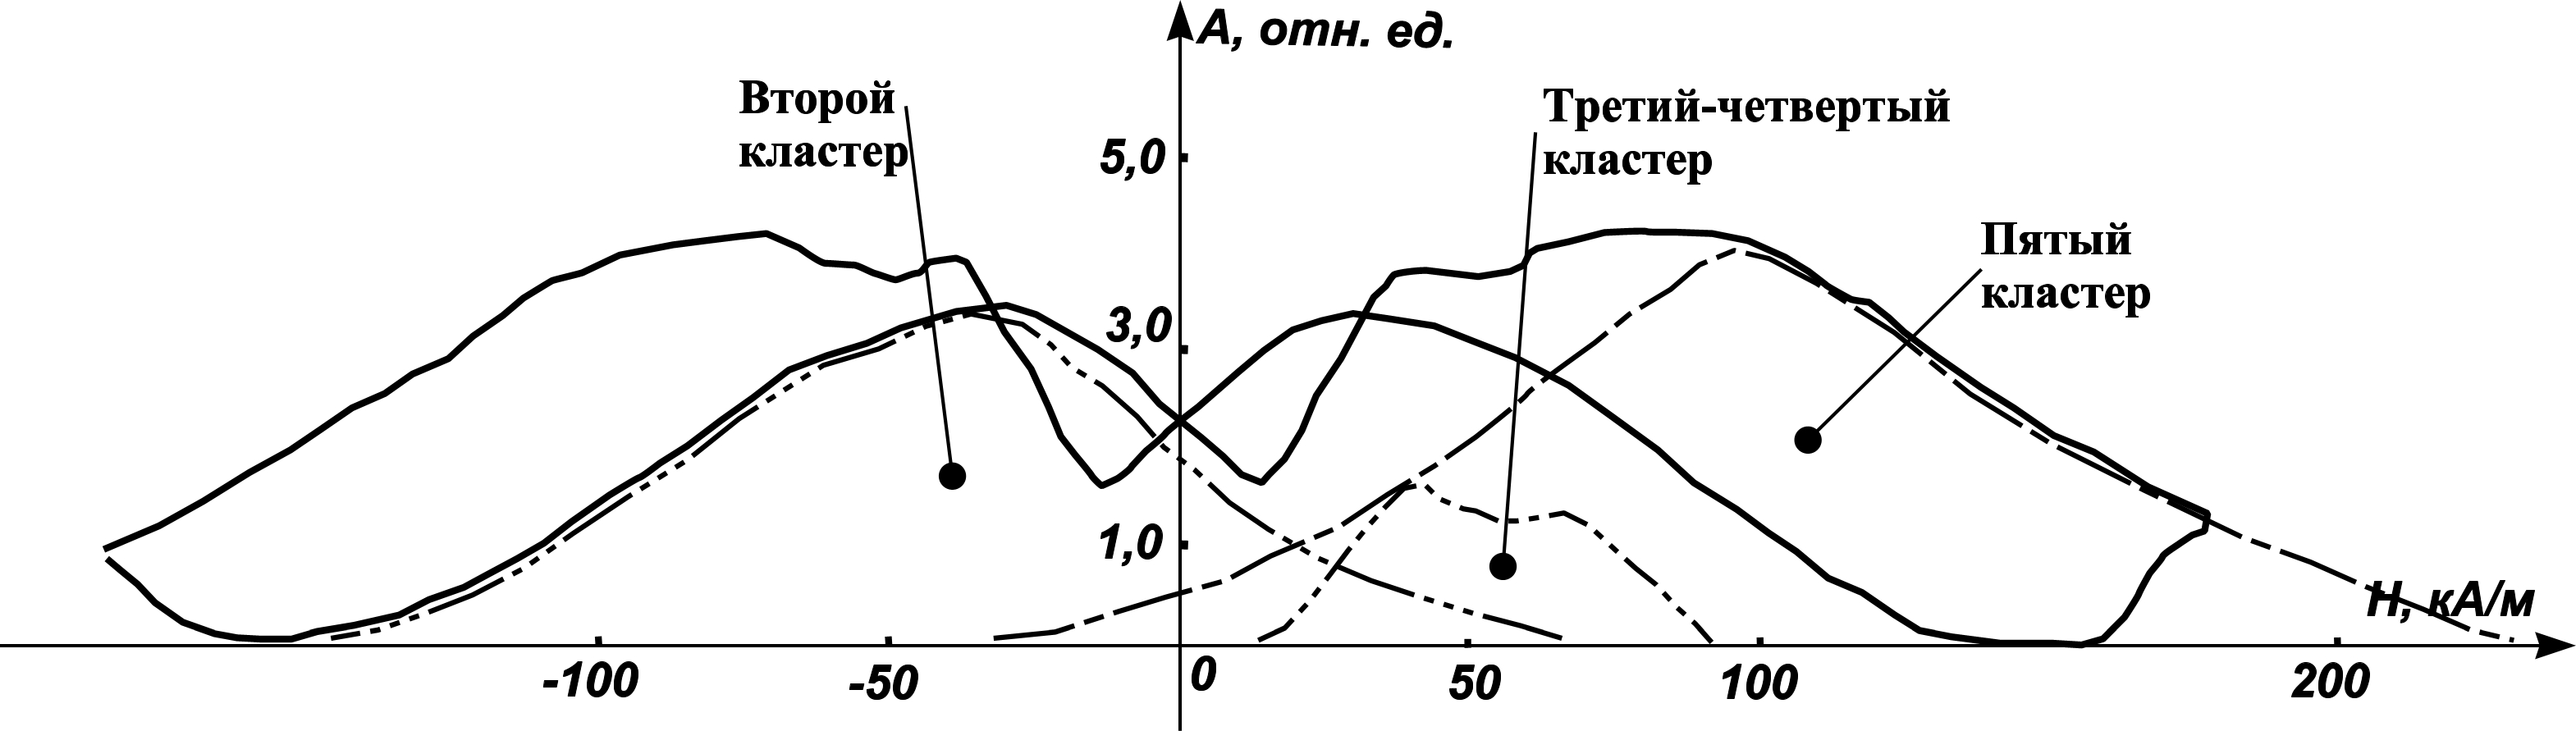 А, отн. ед.
Второй
кластер
Третий-четвертый
кластер
5,0
Пятый
кластер
3,0
1,0
Н, кА/м
-100
-50
0
50
100
200